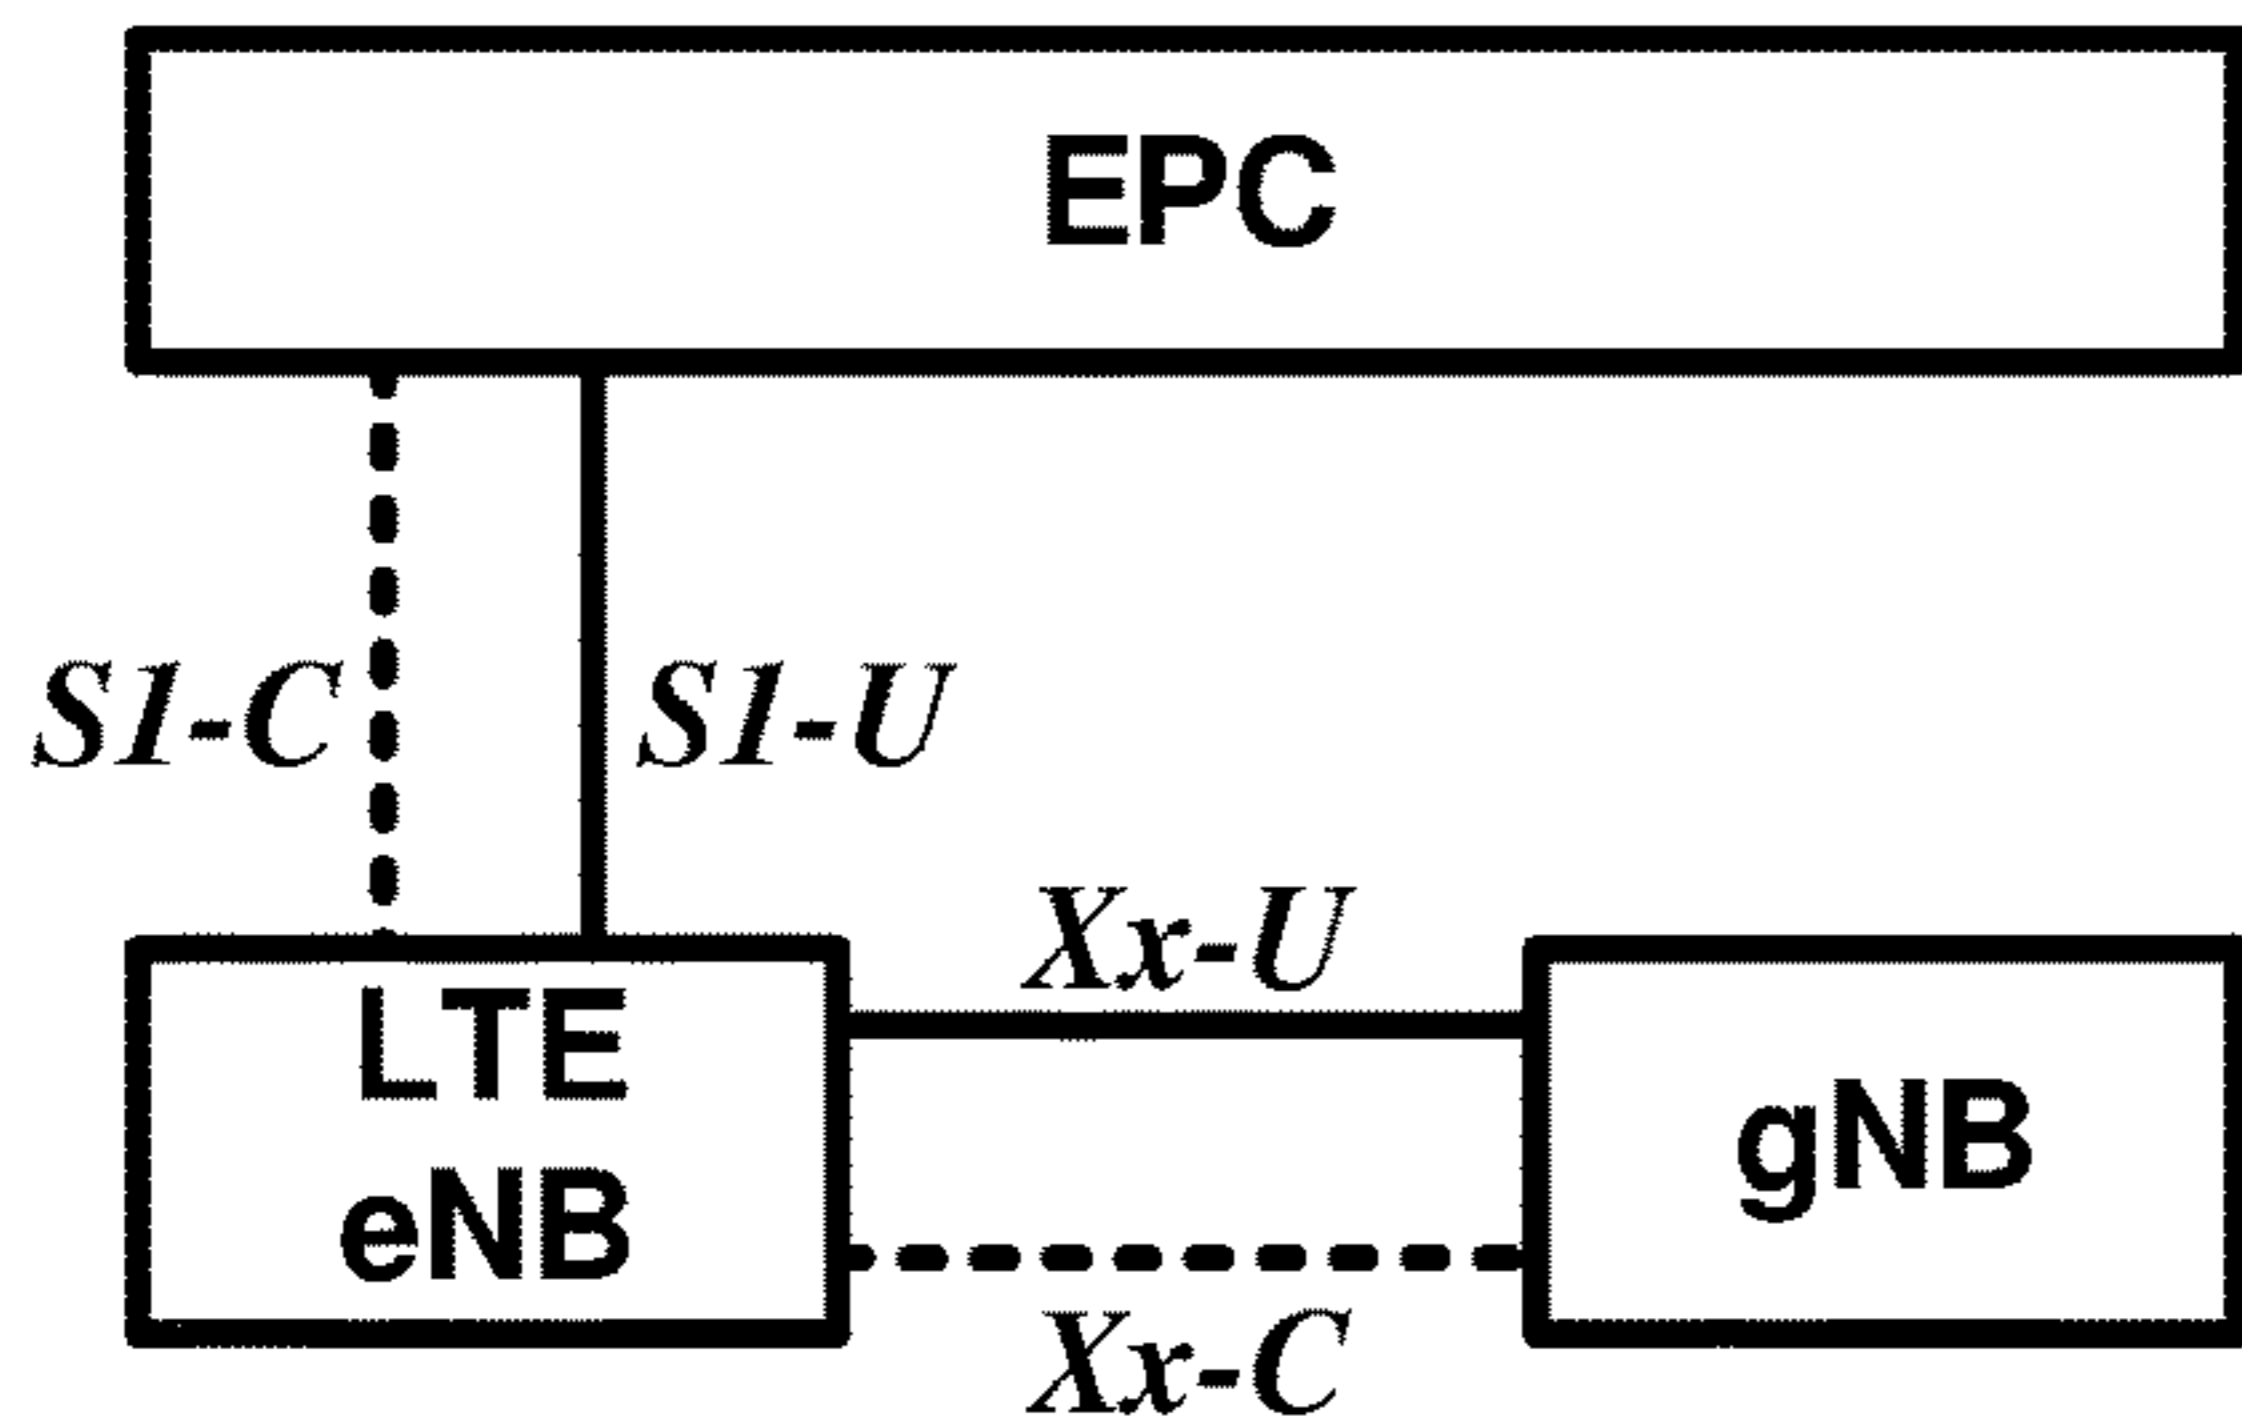 EPC
S1-C
S1-U
Xx-U
LTE
eNB
gNB
Xx-C